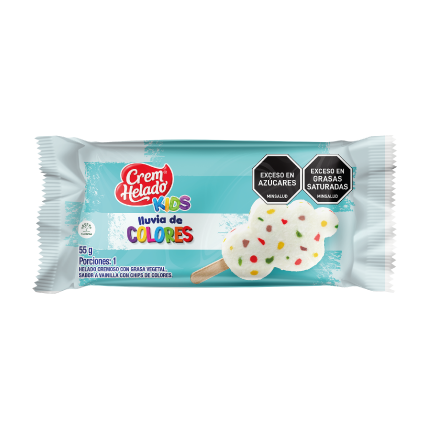 Crem
Helado
KIDS
lluvia de
COLORES
55 g
Porciones: 1
HELADO CREMOSO CON GRASA VEGETAL
SABOR A VAINILLA CON CHIPS DE COLORES
EXCESO EN
AZÚCARES
MINSALUD
EXCESO EN
GRASAS
SATURADAS
MINSALUD